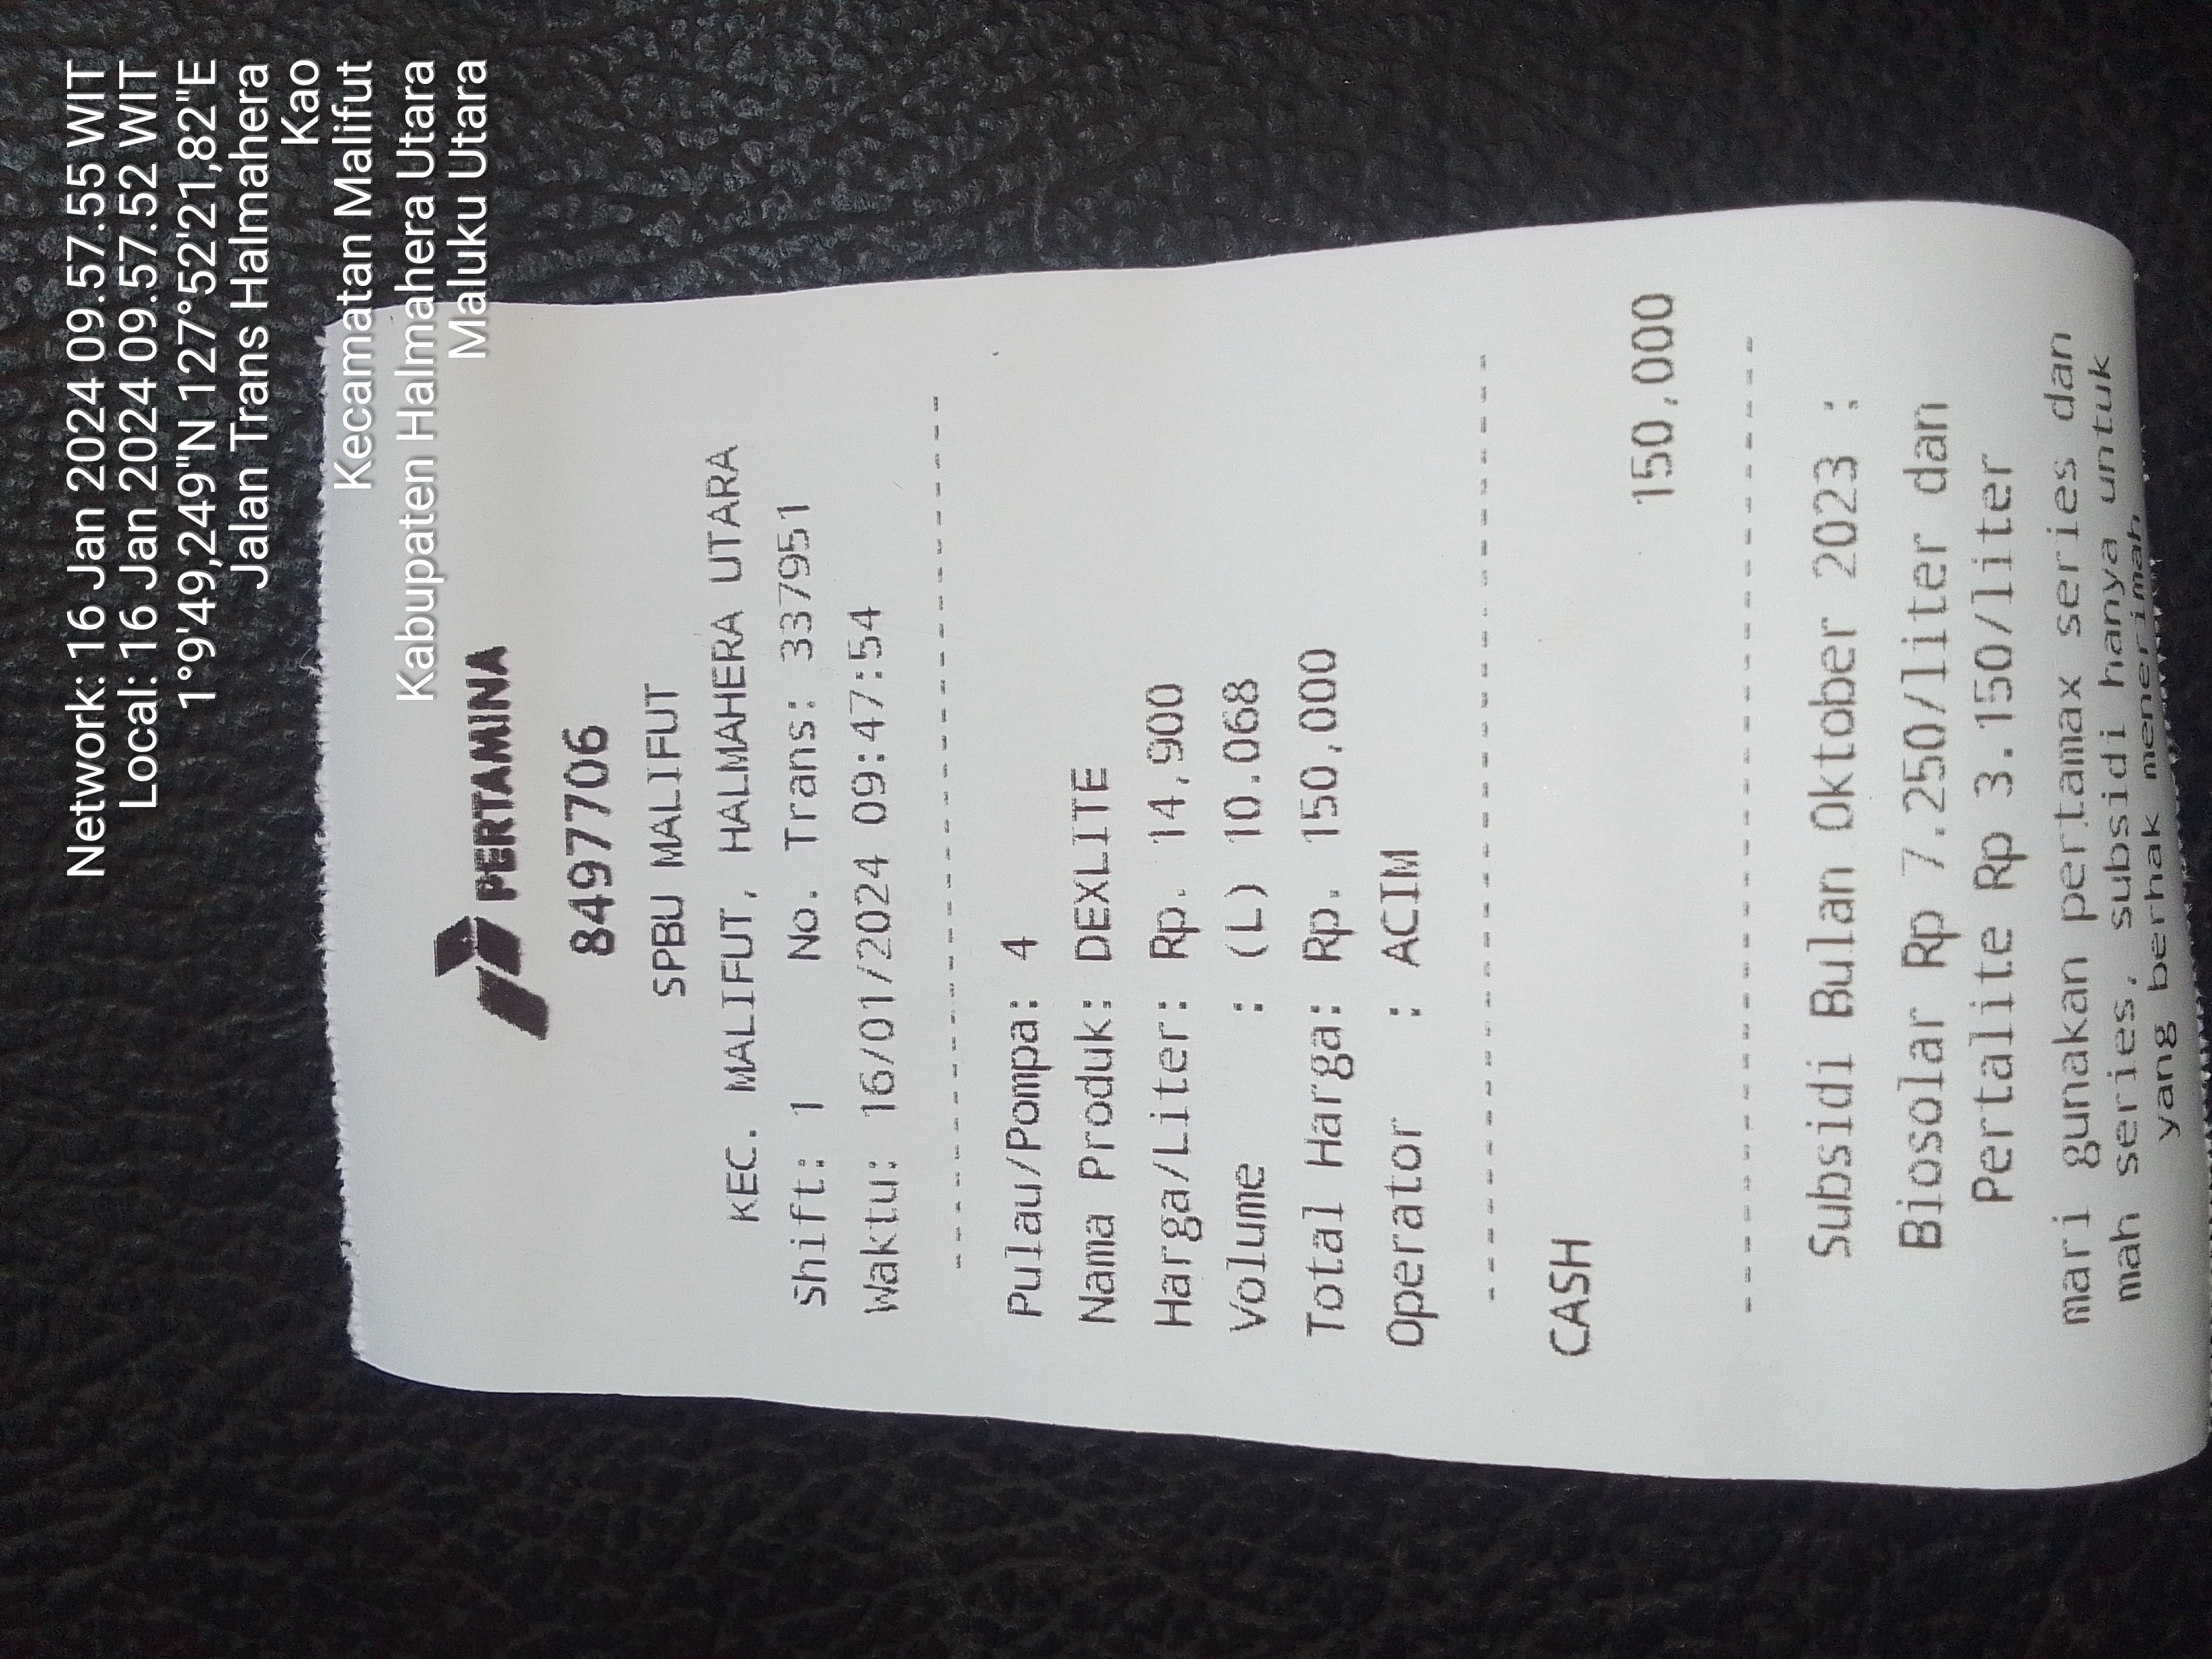 Network: 16 Jan 2024 09.57.55 WIT
Local: 16 Jan 2024 09.57.52 WIT
1°9'49,249"N 127°52'21,82"E
Jalan Trans Halmahera
Kao
Kecamatan Malifut
Kabupaten Halmahera Utara
Maluku Utara
PERTAMINA
8497706
SPBU MALIFUT
KEC. MALIFUT, HALMAHERA UTARA
Shift: 1 No. Trans: 337951
Waktu: 16/01/2024 09:47:54
Pulau/Pompa: 4
Nama Produk: DEXLITE
Harga/Liter: Rp. 14,900
Volume : (L) 10.068
Total Harga: Rp. 150,000
Operator : ACIM
CASH
150,000
Subsidi Bulan Oktober 2023 :
Biosolar Rp 7.250/liter dan
Pertalite Rp 3.150/liter
mari gunakan pertamax series dan
mah series, subsidi hanya untuk
yang berhak menerimah